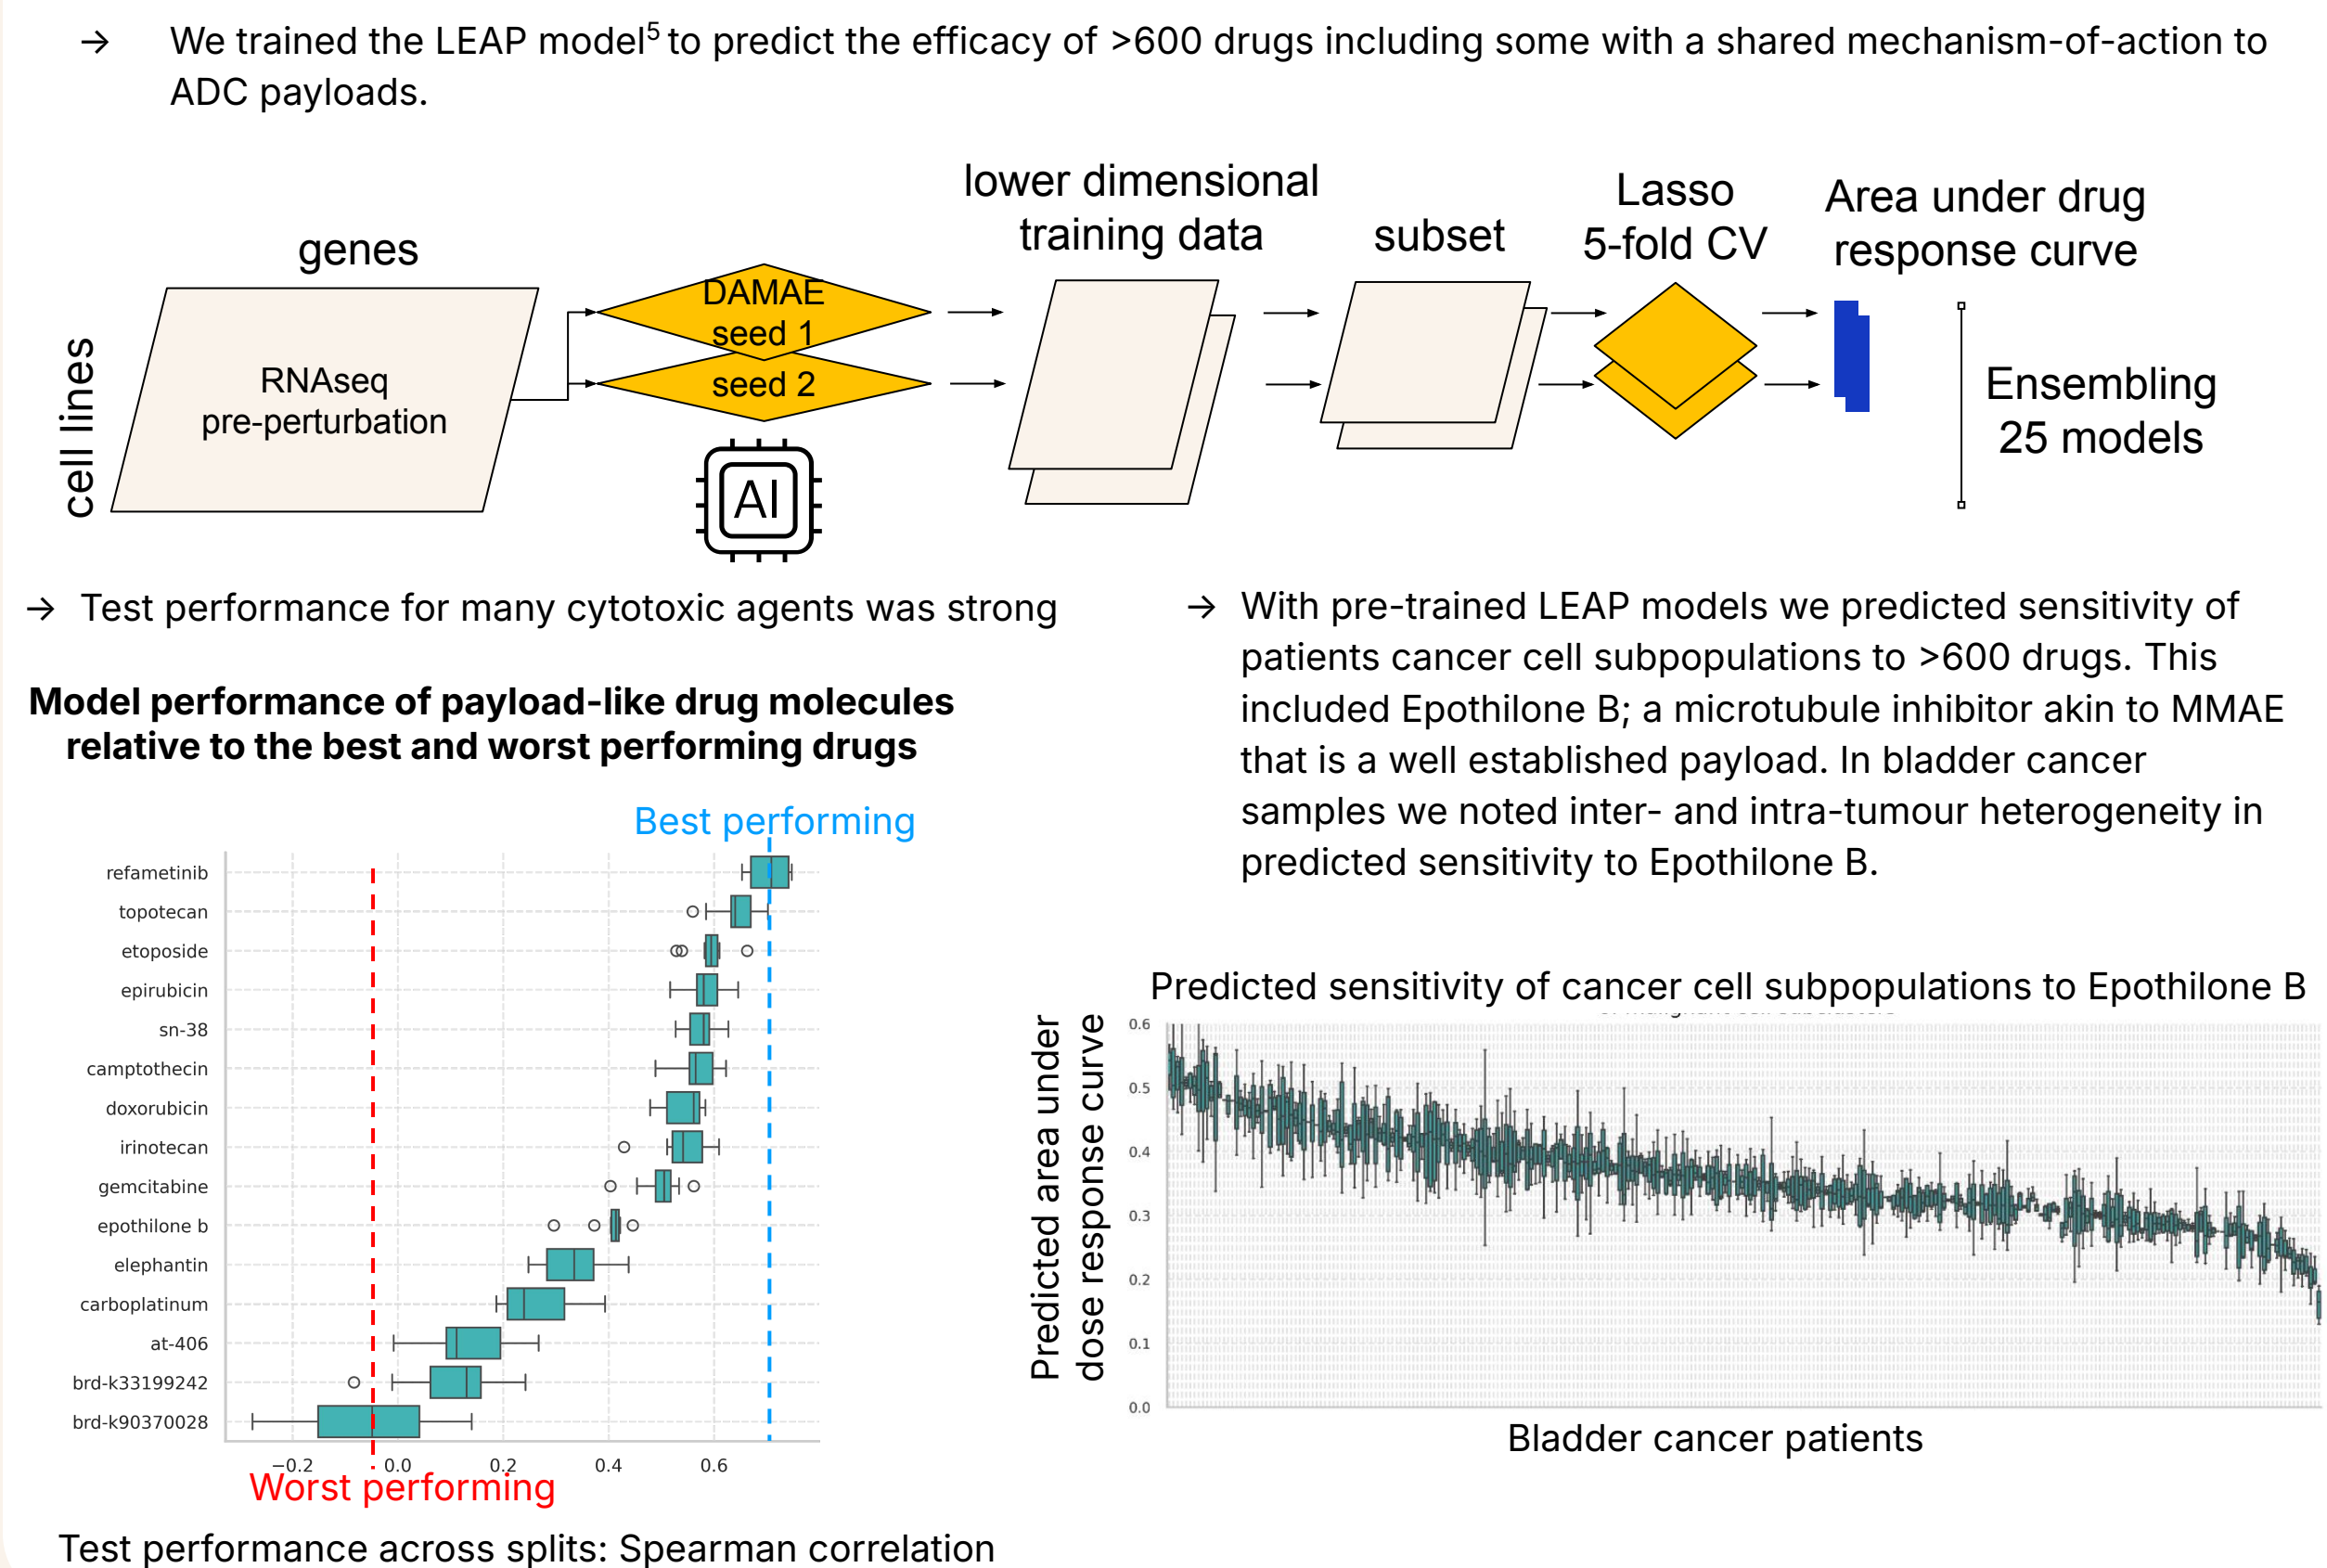 → We trained the LEAP model5 to predict the efficacy of >600 drugs including some with a shared mechanism-of-action to
ADC payloads.
genes
cell lines
RNAseq
pre-perturbation
DAMAE
seed 1
seed 2
AI
lower dimensional
training data
subset
Lasso
5-fold CV
Area under drug
response curve
Ensembling
25 models
→ Test performance for many cytotoxic agents was strong
Model performance of payload-like drug molecules
relative to the best and worst performing drugs
Best performing
refametinib
topotecan
etoposide
epirubicin
sn-38
camptothecin
doxorubicin
irinotecan
gemcitabine
epothilone b
elephantin
carboplatinum
at-406
brd-k33199242
brd-k90370028
−0.2 0.0 0.2 0.4 0.6
Worst performing
Test performance across splits: Spearman correlation
→ With pre-trained LEAP models we predicted sensitivity of
patients cancer cell subpopulations to >600 drugs. This
included Epothilone B; a microtubule inhibitor akin to MMAE
that is a well established payload. In bladder cancer
samples we noted inter- and intra-tumour heterogeneity in
predicted sensitivity to Epothilone B.
Predicted sensitivity of cancer cell subpopulations to Epothilone B
Predicted area under
dose response curve
0.6
0.5
0.4
0.3
0.2
0.1
0.0
Bladder cancer patients